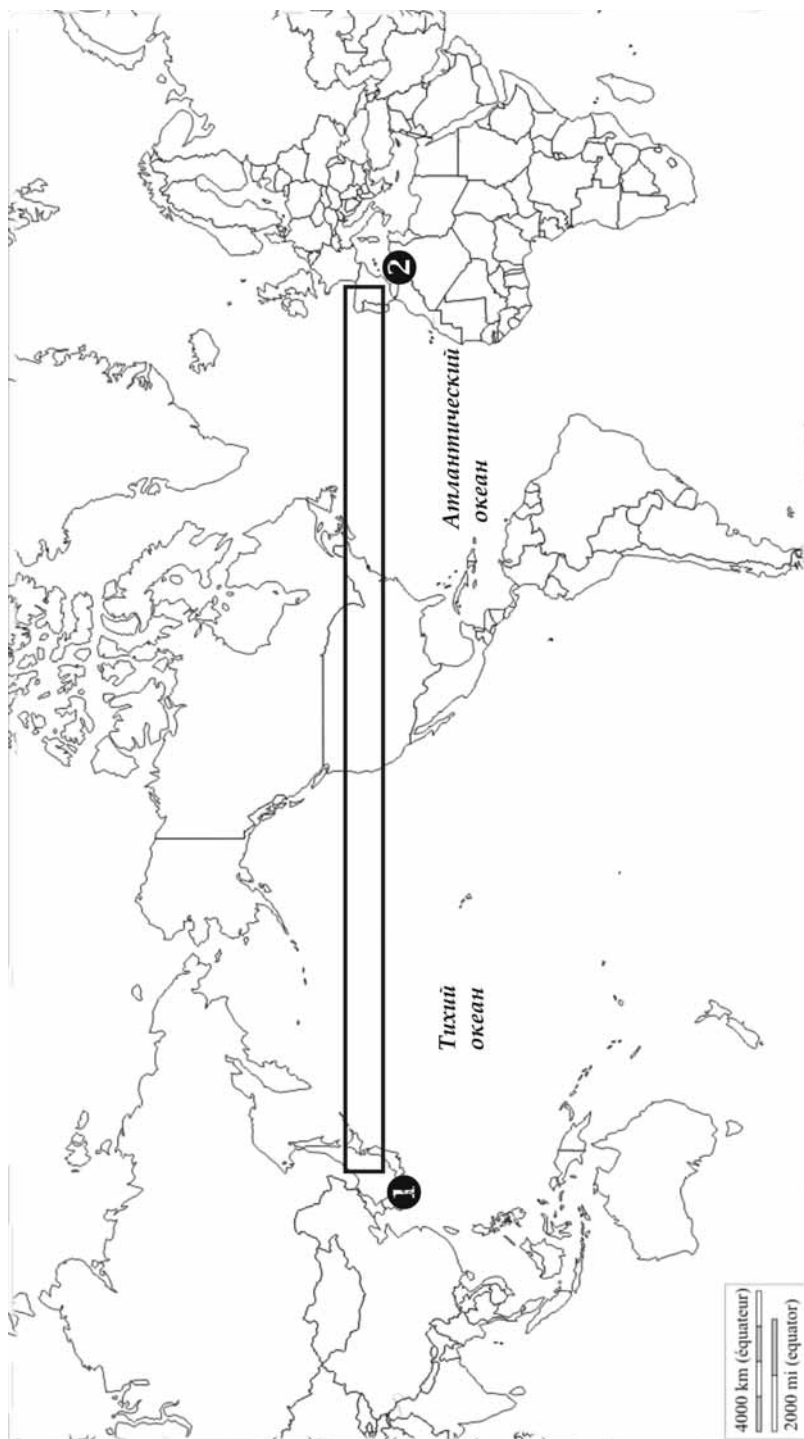 Атлантический
океан
Тихий
океан
1
2
4000 km (équateur)
2000 mi (equator)